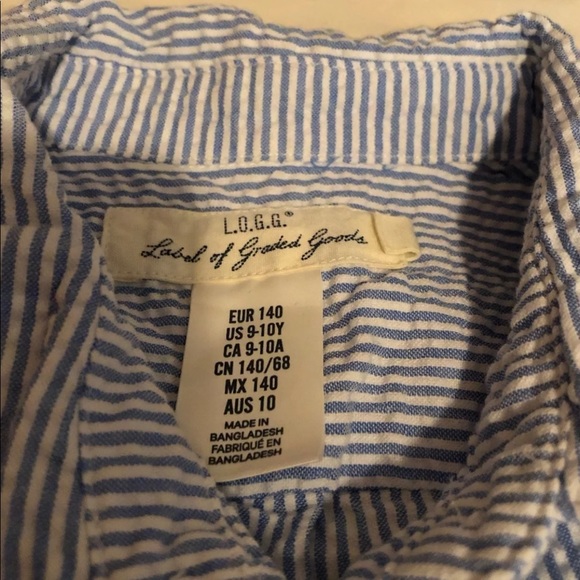 L.O.G.G.®
Label of Graded Goods
EUR 140
US 9-10Y
CA 9-10A
CN 140/68
MX 140
AUS 10
MADE IN
BANGLADESH
FABRIQUÉ EN
BANGLADESH